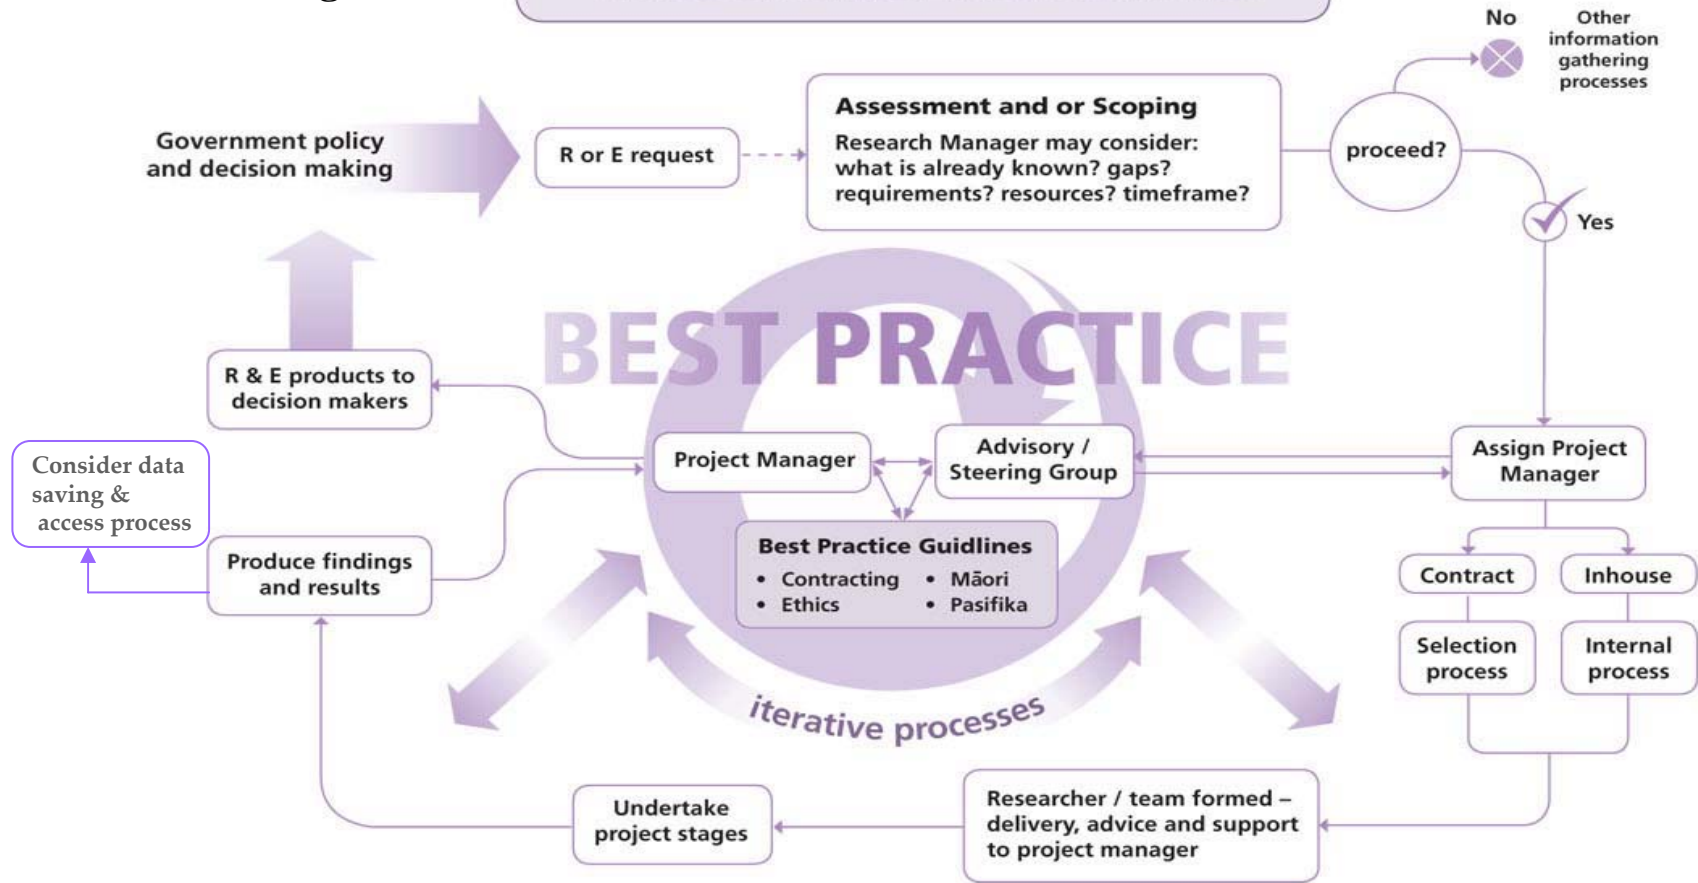 No
Other
information
gathering
processes
Government policy
and decision making
R or E request
Assessment and or Scoping
Research Manager may consider:
what is already known? gaps?
requirements? resources? timeframe?
proceed?
Yes
BEST PRACTICE
R & E products to
decision makers
Consider data
saving &
access process
Produce findings
and results
Project Manager
Advisory /
Steering Group
Best Practice Guidlines
• Contracting
• Ethics
• Māori
• Pasifika
Assign Project
Manager
Contract
Inhouse
Selection
process
Internal
process
iterative processes
Undertake
project stages
Researcher / team formed –
delivery, advice and support
to project manager